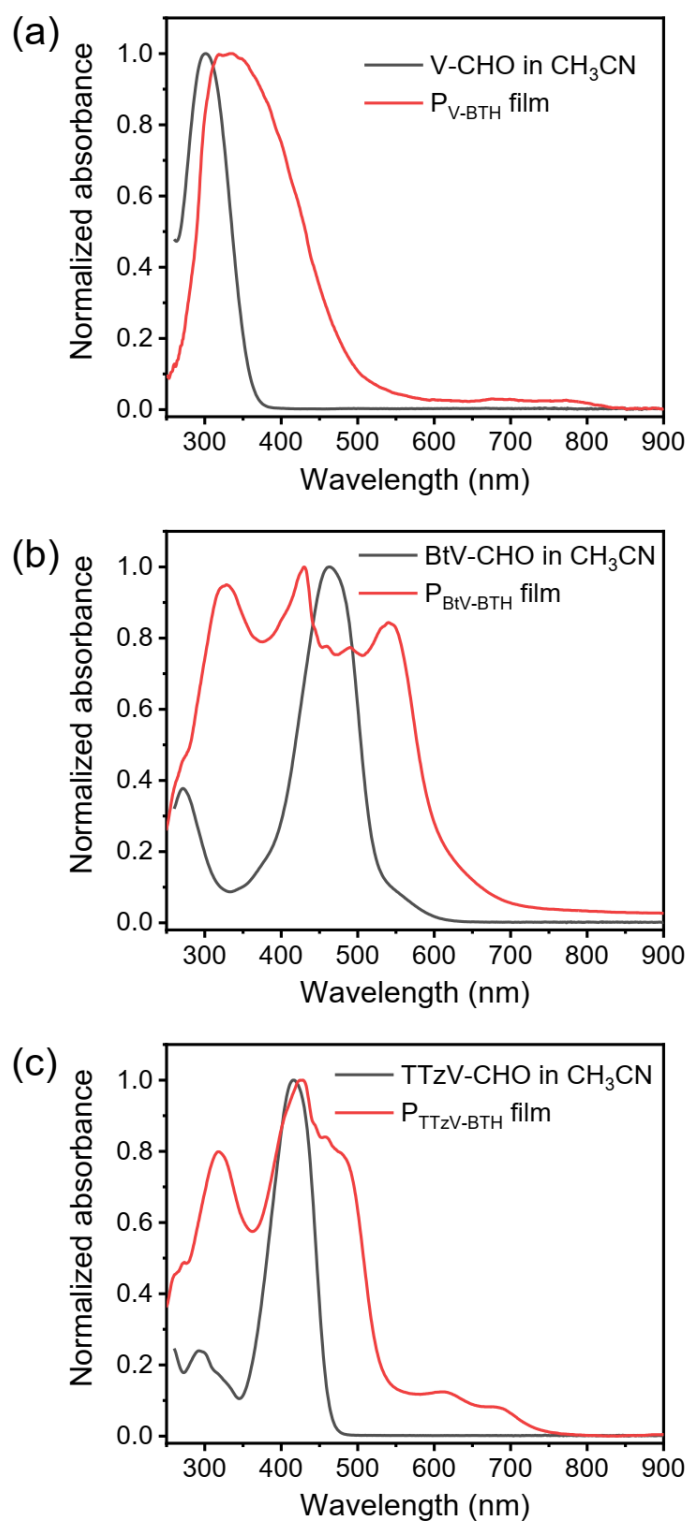 (a)
V-CHO in CH₃CN
P_V-BTH film
Normalized absorbance
1.0
0.8
0.6
0.4
0.2
0.0
300 400 500 600 700 800 900
Wavelength (nm)
(b)
BtV-CHO in CH₃CN
P_BtV-BTH film
Normalized absorbance
1.0
0.8
0.6
0.4
0.2
0.0
300 400 500 600 700 800 900
Wavelength (nm)
(c)
TTzV-CHO in CH₃CN
P_TTzV-BTH film
Normalized absorbance
1.0
0.8
0.6
0.4
0.2
0.0
300 400 500 600 700 800 900
Wavelength (nm)